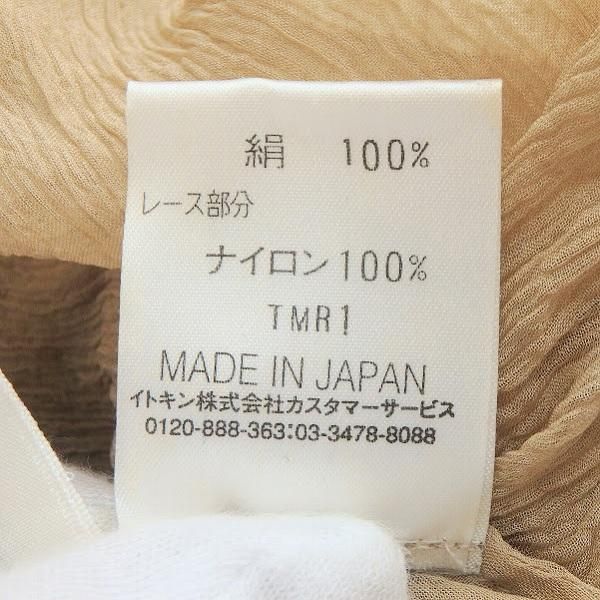 絹 100%
レース部分
ナイロン100%
TMR1
MADE IN JAPAN
イトキン株式会社カスタマーサービス
0120-888-363:03-3478-8088